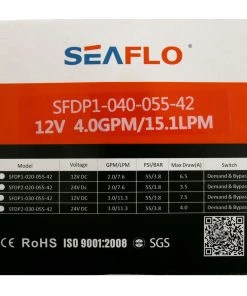 SEAFLO
SFDP1-040-055-42
12V 4.0GPM/15.1LPM
Model Voltage GPM/LPM PSI/BAR Max Draw(A) Switch
SFDP1-020-055-42 12V DC 2.0/7.6 55/3.8 6.5 Demand & Bypass
SFDP2-020-055-42 24V DC 2.0/7.6 55/3.8 3.5 Demand & Bypass
SFDP1-030-055-42 12V DC 3.0/11.3 55/3.8 7.5 Demand & Bypass
SFDP2-030-055-42 24V DC 3.0/11.3 55/3.8 4.0 Demand & Bypas
CE RoHS ISO 9001:2008 SGS